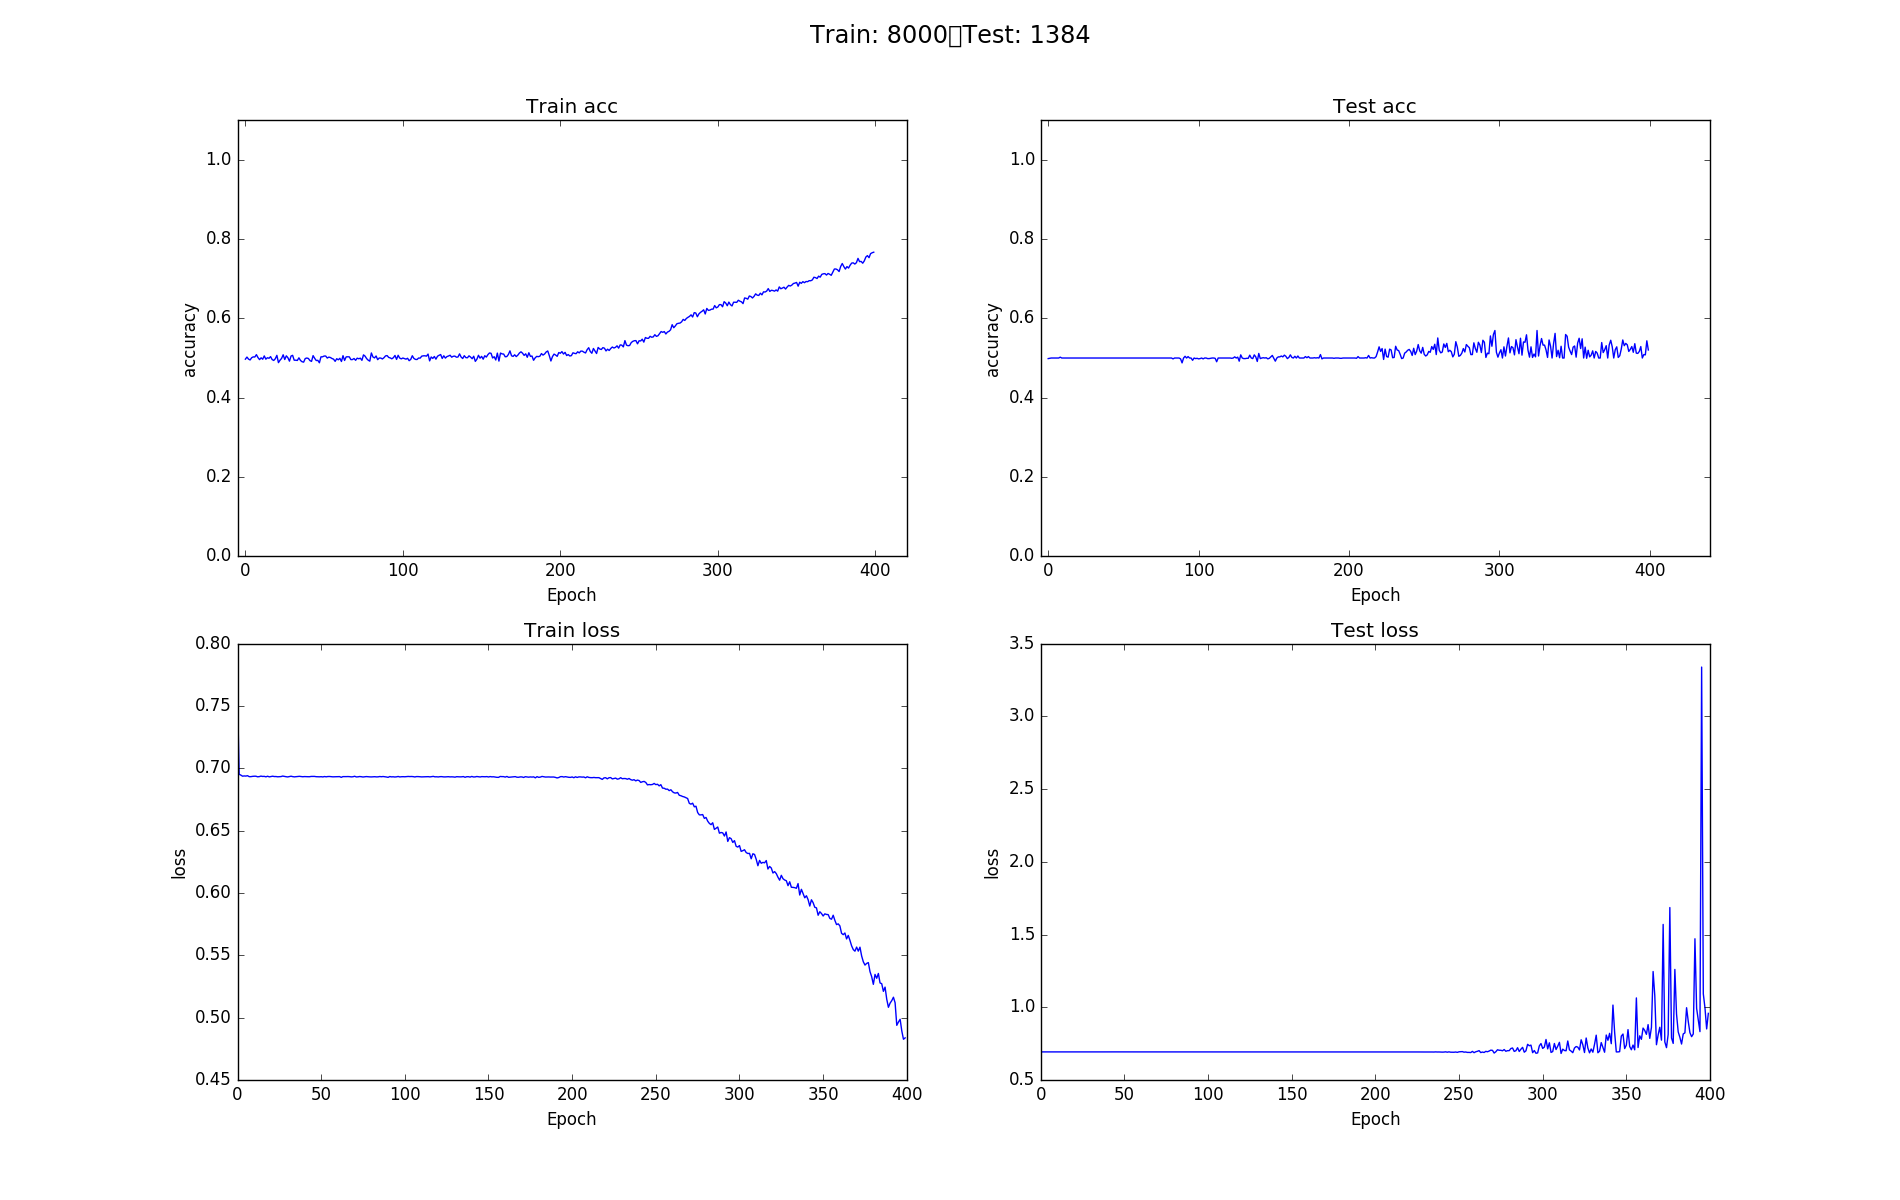 Train: 8000▯Test: 1384
Train acc
1.0
0.8
0.6
0.4
0.2
0.0
accuracy
0 100 200 300 400
Epoch
Test acc
1.0
0.8
0.6
0.4
0.2
0.0
accuracy
0 100 200 300 400
Epoch
Train loss
0.80
0.75
0.70
0.65
0.60
0.55
0.50
0.45
loss
0 50 100 150 200 250 300 350 400
Epoch
Test loss
3.5
3.0
2.5
2.0
1.5
1.0
0.5
loss
0 50 100 150 200 250 300 350 400
Epoch